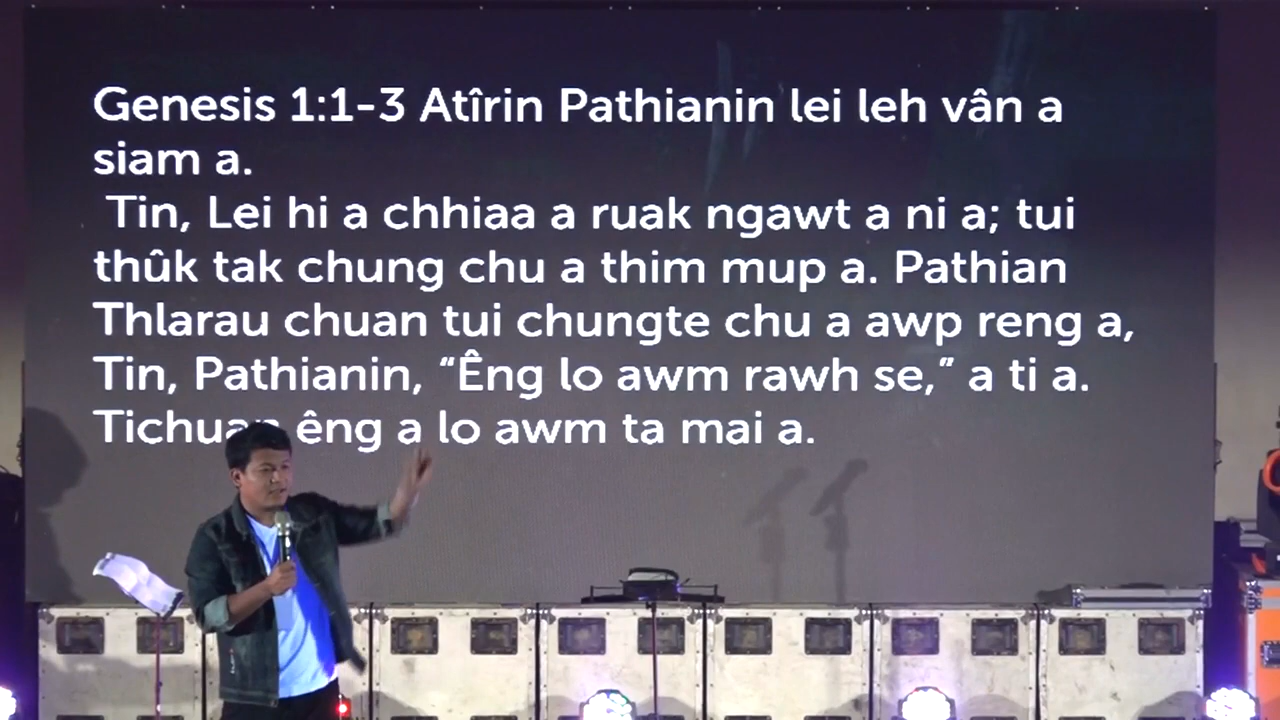 Genesis 1:1-3 Atîrin Pathianin lei leh vân a
siam a.
Tin, Lei hi a chhiaa a ruak ngawt a ni a; tui
thûk tak chung chu a thim mup a. Pathian
Thlarau chuan tui chungte chu a awp reng a,
Tin, Pathianin, “Êng lo awm rawh se,” a ti a.
Tichuan êng a lo awm ta mai a.